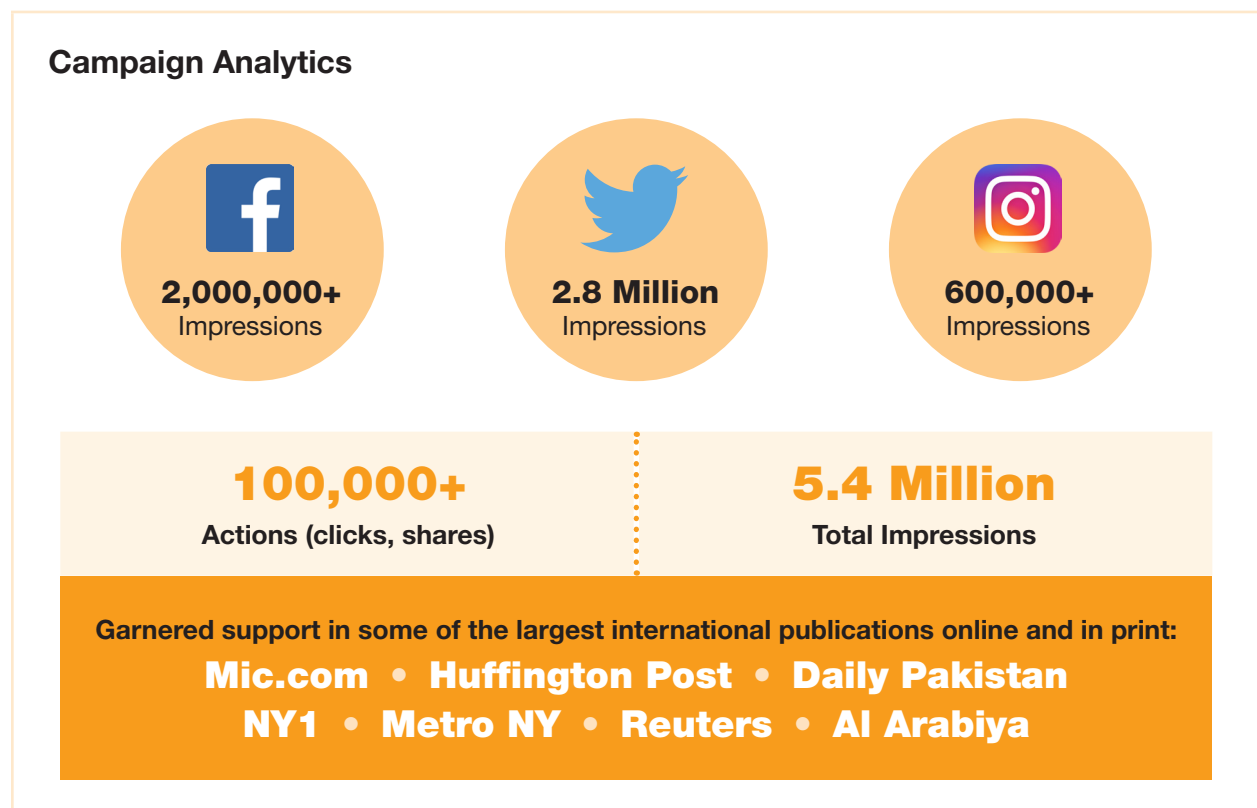 Campaign Analytics
2,000,000+
Impressions
2.8 Million
Impressions
600,000+
Impressions
100,000+
Actions (clicks, shares)
5.4 Million
Total Impressions
Garnered support in some of the largest international publications online and in print:
Mic.com • Huffington Post • Daily Pakistan
NY1 • Metro NY • Reuters • Al Arabiya